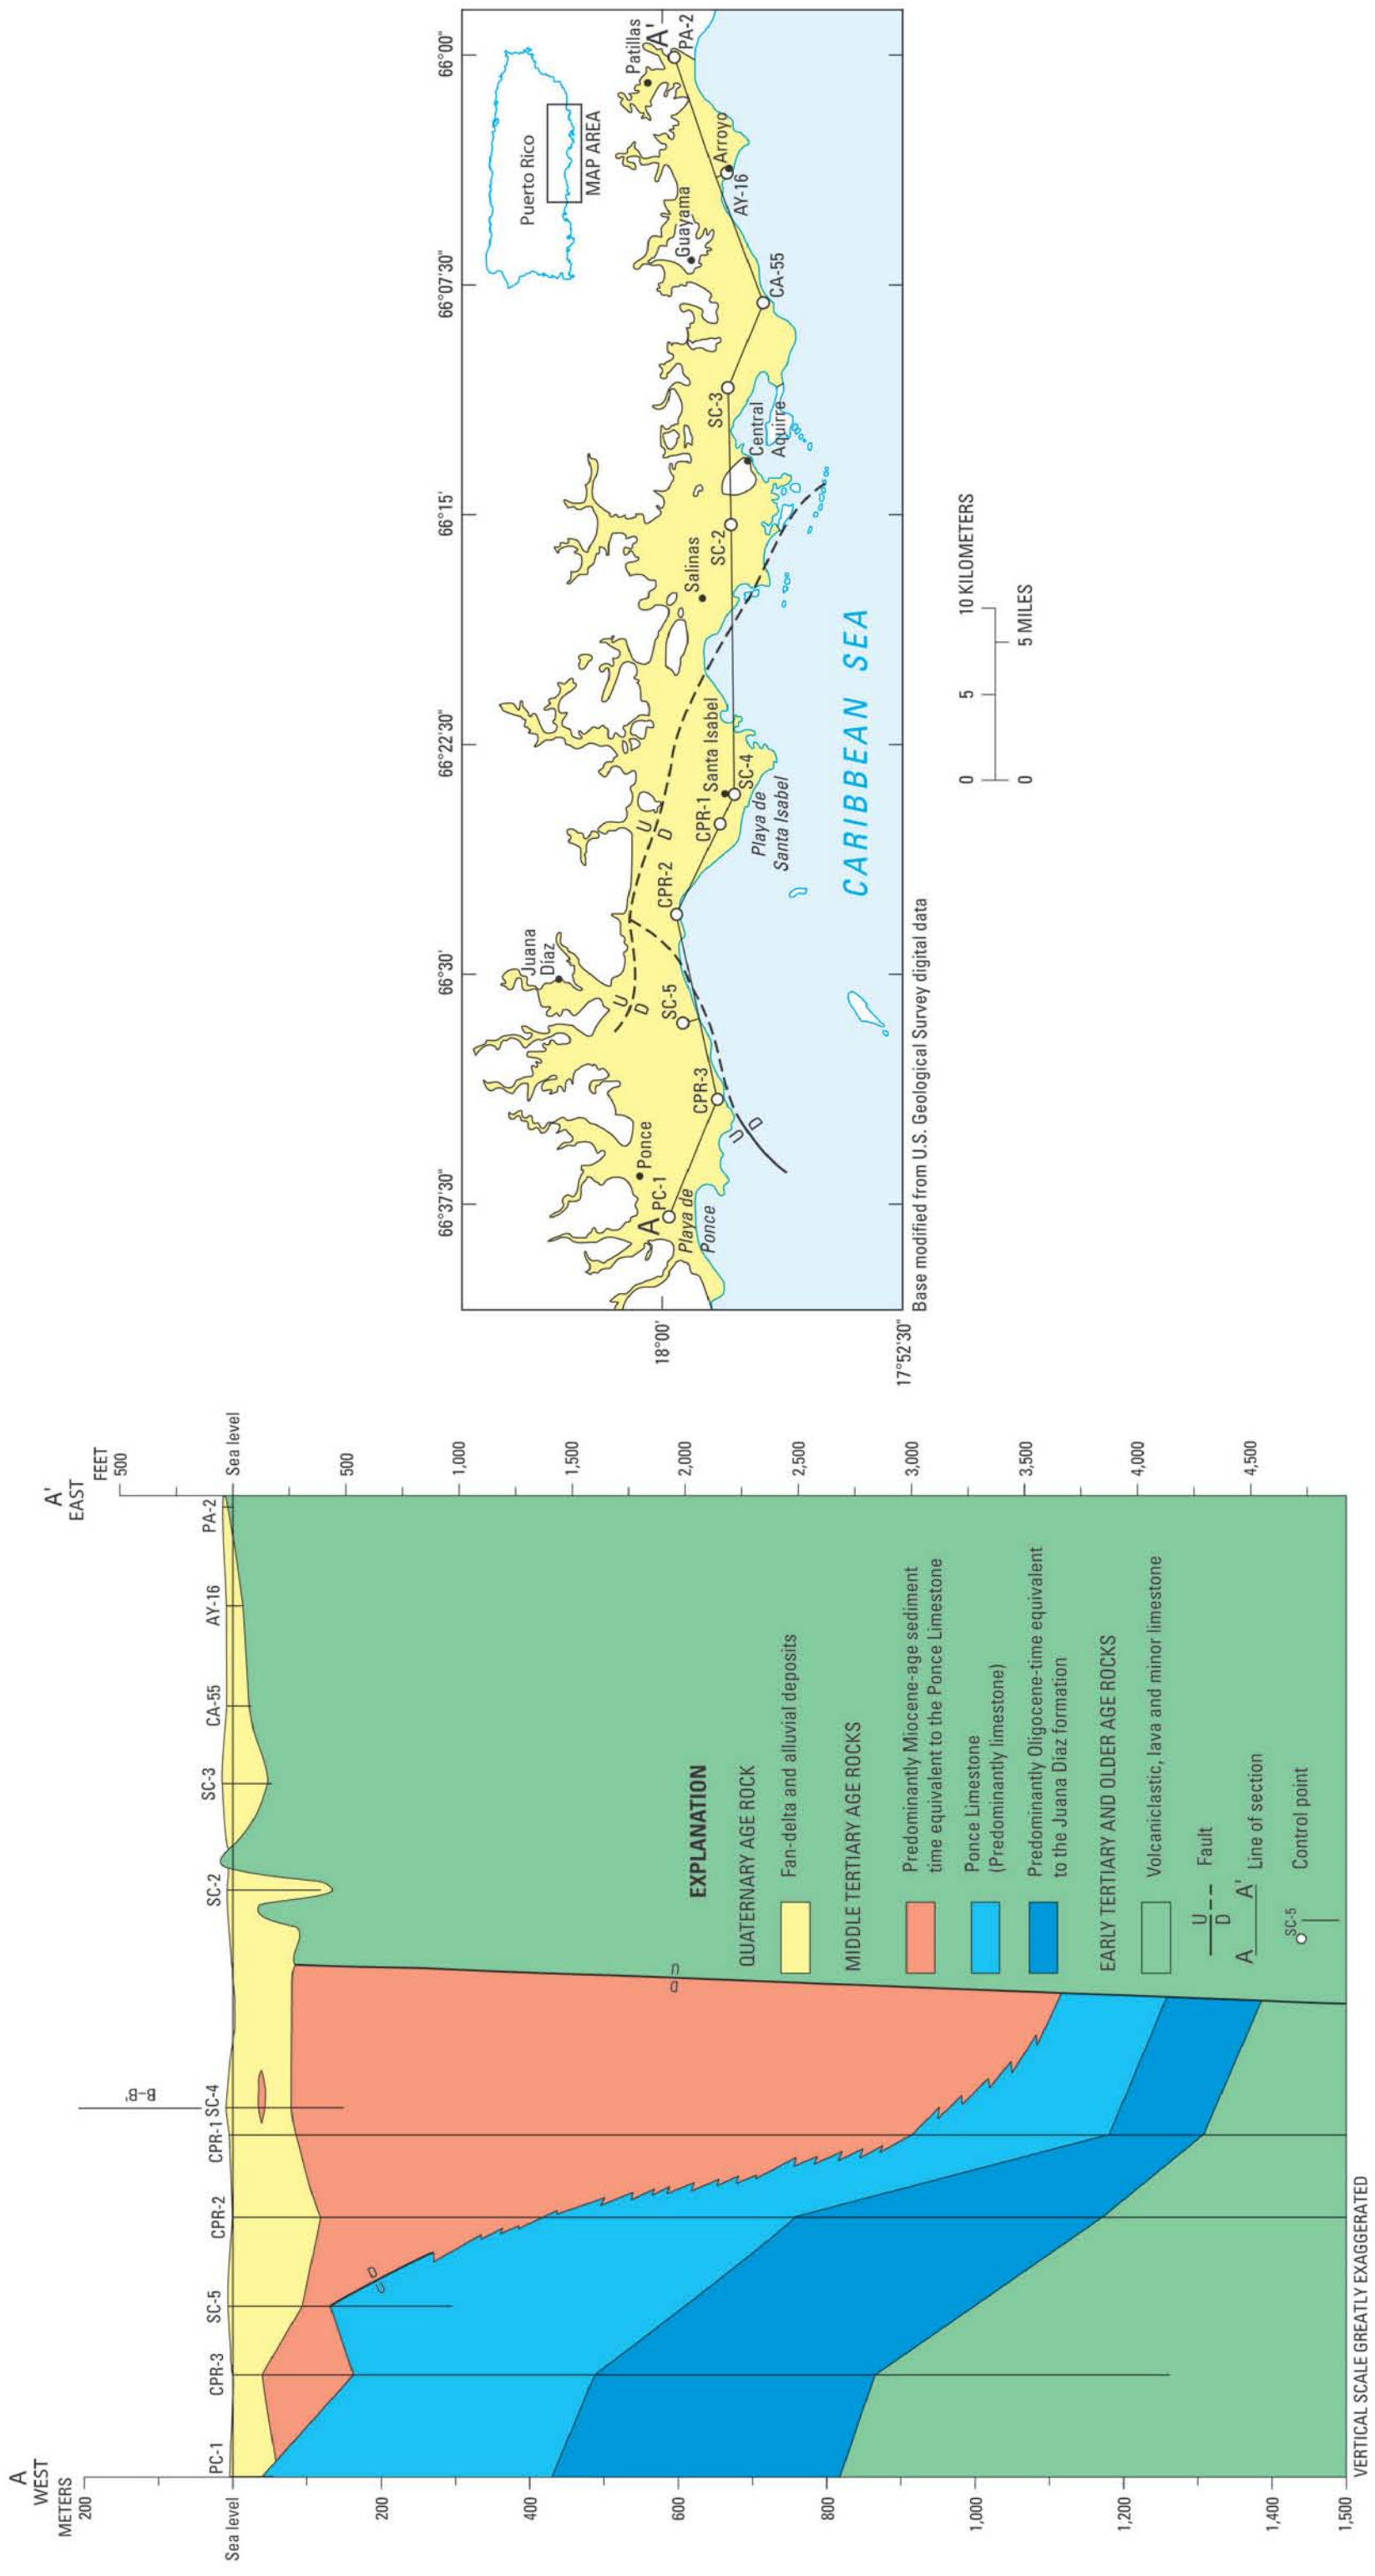 A
WEST
METERS
200
Sea level
200
400
600
800
1,000
1,200
1,400
1,500
A'
EAST
FEET
500
Sea level
500
1,000
1,500
2,000
2,500
3,000
3,500
4,000
4,500
PC-1
CPR-3
SC-5
CPR-2
CPR-1
SC-4
B–B'
SC-2
SC-3
CA-55
AY-16
PA-2
U
D
D
U
EXPLANATION
QUATERNARY AGE ROCK
Fan-delta and alluvial deposits
MIDDLE TERTIARY AGE ROCKS
Predominantly Miocene-age sediment
time equivalent to the Ponce Limestone
Ponce Limestone
(Predominantly limestone)
Predominantly Oligocene-time equivalent
to the Juana Díaz formation
EARLY TERTIARY AND OLDER AGE ROCKS
Volcaniclastic, lava and minor limestone
U
D
Fault
A A'
Line of section
SC-5
Control point
VERTICAL SCALE GREATLY EXAGGERATED
66°37'30"
66°30'
66°22'30"
66°15'
66°07'30"
66°00"
18°00'
17°52'30"
Puerto Rico
MAP AREA
Juana
Díaz
Ponce
A
PC-1
Playa de
Ponce
CPR-3
SC-5
U
D
U
D
U
D
CPR-2
CPR-1
Santa Isabel
SC-4
Playa de
Santa Isabel
Salinas
SC-2
SC-3
Central
Aquirre
Guayama
CA-55
AY-16
Arroyo
Patillas
A'
PA-2
CARIBBEAN SEA
Base modified from U.S. Geological Survey digital data
0 5 10 KILOMETERS
0 5 MILES